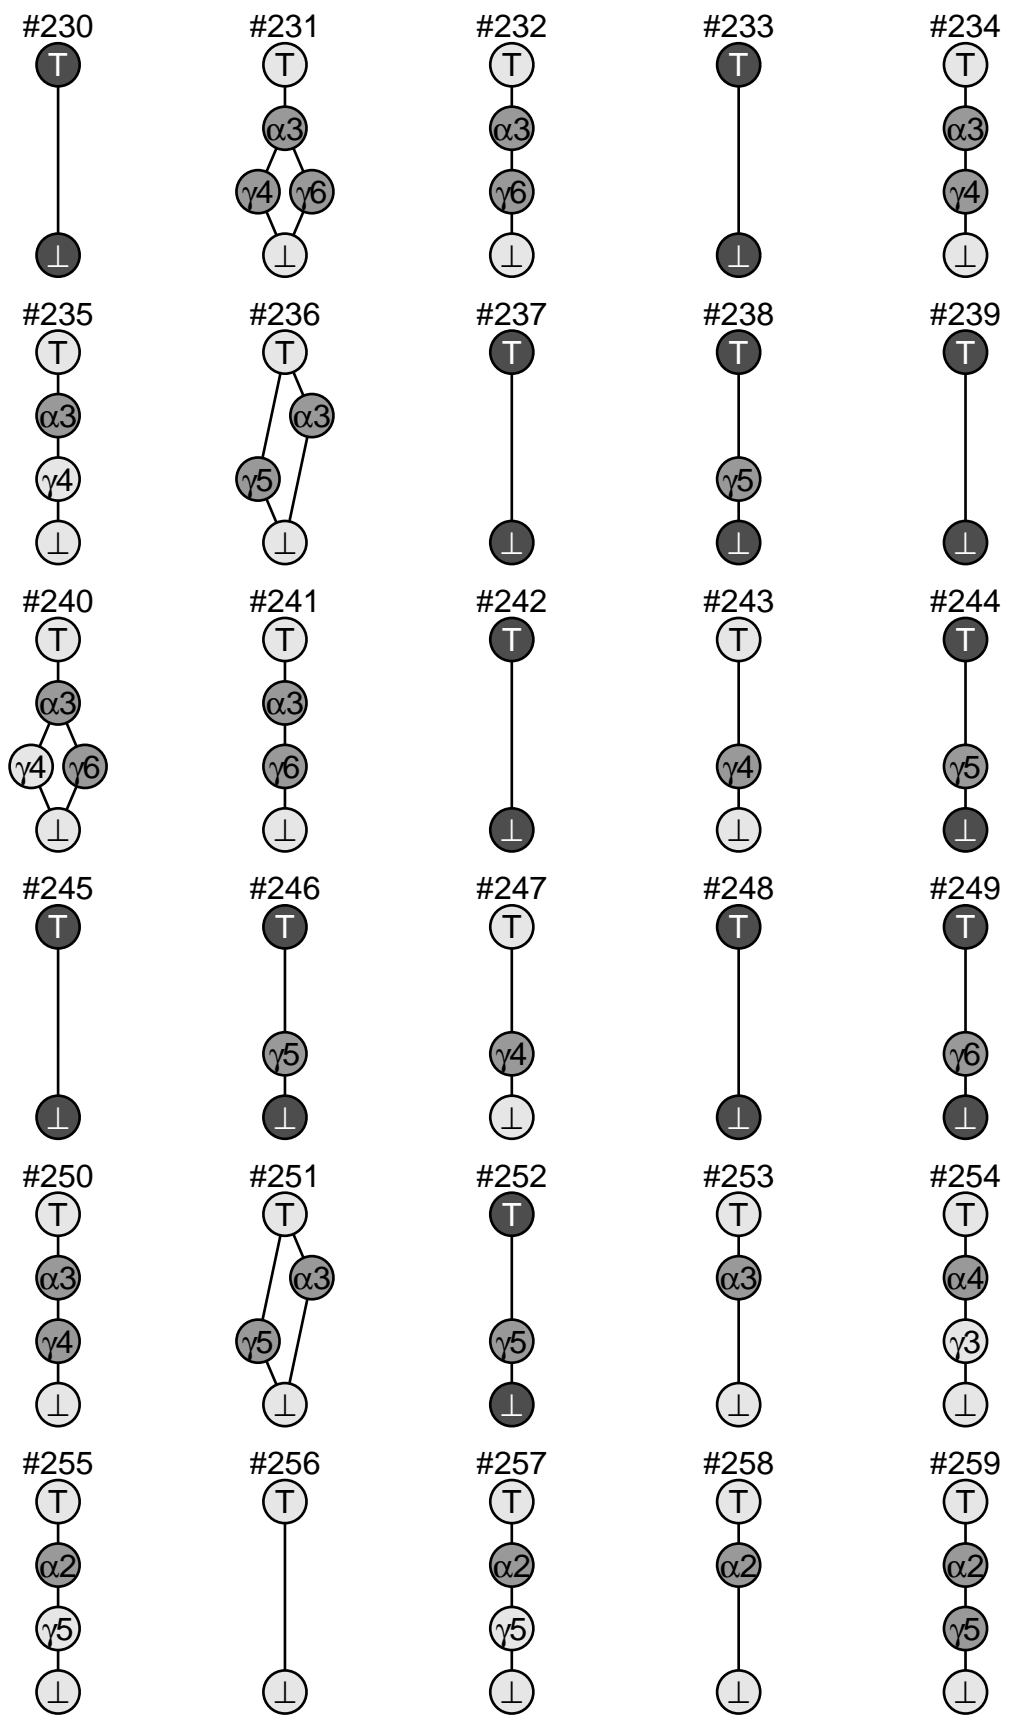 #230 #231 #232 #233 #234
T T T T T
α3 α3 α3
γ4 γ6 γ6 γ4
⊥ ⊥ ⊥ ⊥ ⊥
#235 #236 #237 #238 #239
T T T T T
α3 α3
γ4 γ5 γ5
⊥ ⊥ ⊥ ⊥ ⊥
#240 #241 #242 #243 #244
T T T T T
α3 α3
γ4 γ6 γ6 γ4 γ5
⊥ ⊥ ⊥ ⊥ ⊥
#245 #246 #247 #248 #249
T T T T T
γ5 γ4 γ6
⊥ ⊥ ⊥ ⊥ ⊥
#250 #251 #252 #253 #254
T T T T T
α3 α3 α3 α4
γ4 γ5 γ5 γ3
⊥ ⊥ ⊥ ⊥ ⊥
#255 #256 #257 #258 #259
T T T T T
α2 α2 α2 α2
γ5 γ5 γ5
⊥ ⊥ ⊥ ⊥ ⊥